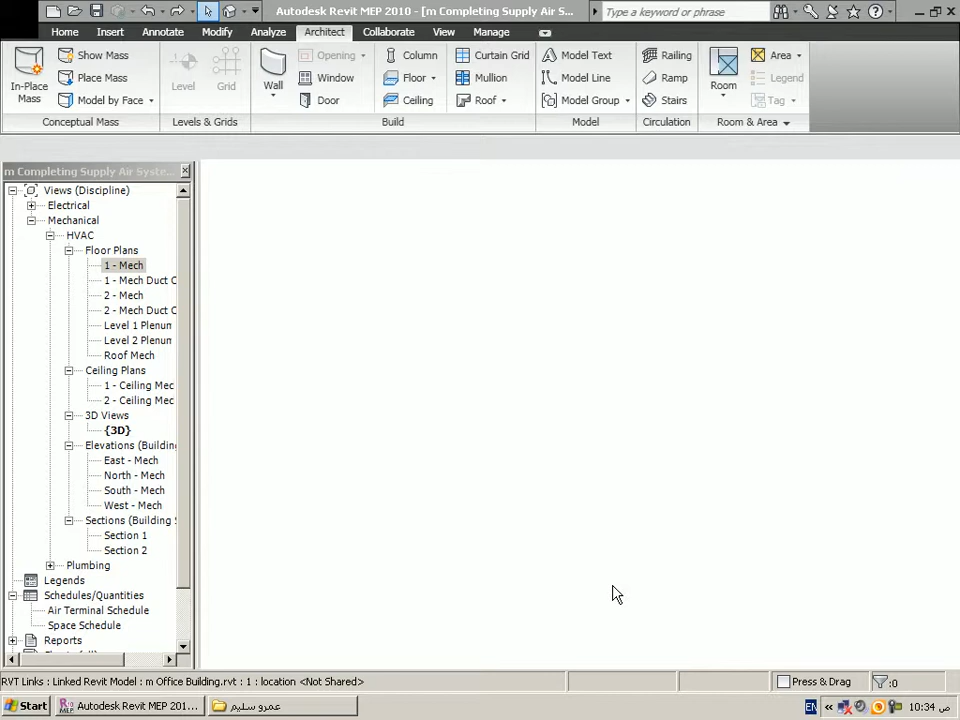 Autodesk Revit MEP 2010 - [m Completing Supply Air S...
Type a keyword or phrase
Home Insert Annotate Modify Analyze Architect Collaborate View Manage
In-Place Mass
Show Mass
Place Mass
Model by Face
Conceptual Mass
Level
Grid
Levels & Grids
Wall
Opening
Window
Door
Column
Floor
Ceiling
Curtain Grid
Mullion
Roof
Build
Model Text
Model Line
Model Group
Model
Railing
Ramp
Stairs
Circulation
Room
Area
Legend
Tag
Room & Area
m Completing Supply Air Syste...
Views (Discipline)
Electrical
Mechanical
HVAC
Floor Plans
1 - Mech
1 - Mech Duct C
2 - Mech
2 - Mech Duct C
Level 1 Plenum
Level 2 Plenum
Roof Mech
Ceiling Plans
1 - Ceiling Mec
2 - Ceiling Mec
3D Views
{3D}
Elevations (Building
East - Mech
North - Mech
South - Mech
West - Mech
Sections (Building
Section 1
Section 2
Plumbing
Legends
Schedules/Quantities
Air Terminal Schedule
Space Schedule
Reports
RVT Links : Linked Revit Model : m Office Building.rvt : 1 : location <Not Shared>
Press & Drag
:0
Start
Autodesk Revit MEP 201...
عمرو سليم
EN
10:34 ص